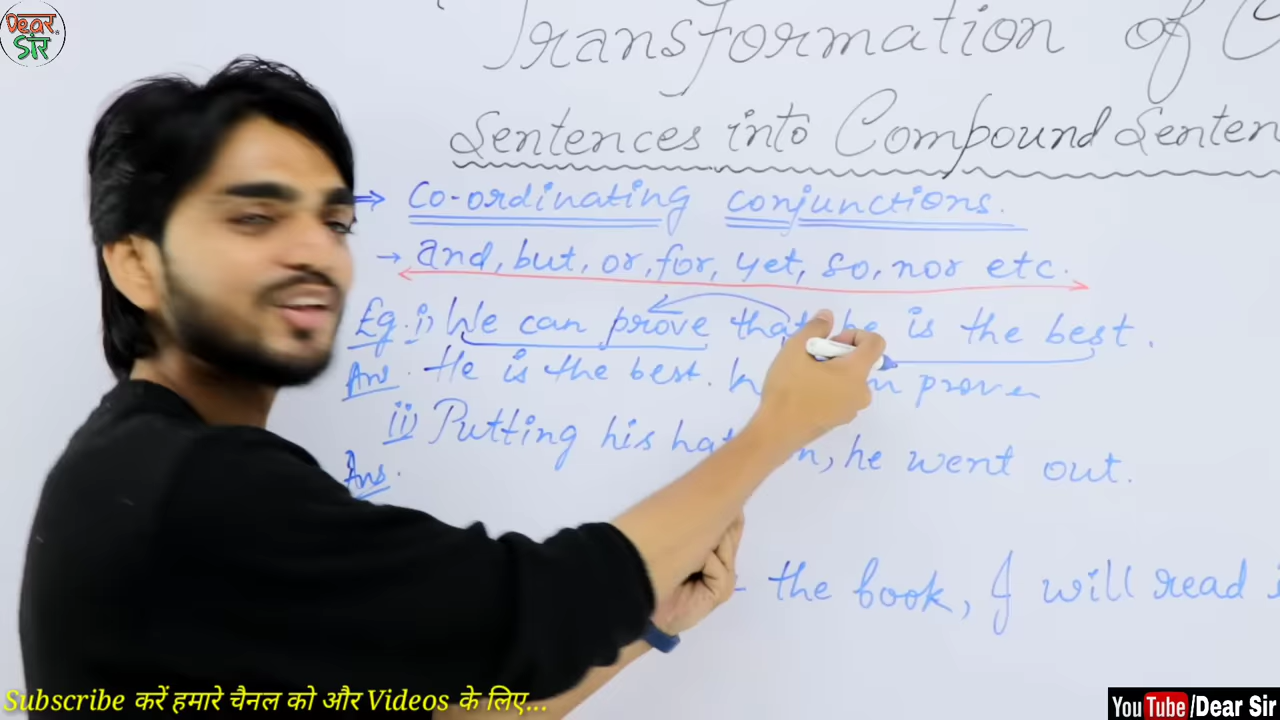 Dear
सर
Transformation of
Sentences into Compound Senten
⇒ Co-ordinating conjunctions.
→ and, but, or, for, yet, so, nor etc.
Eg. i) We can prove that he is the best.
Ans. He is the best.
ii) Putting his hat, he went out.
Ans.
the book, I will read
Subscribe करें हमारे चैनल को और Videos के लिए...
YouTube/Dear Sir